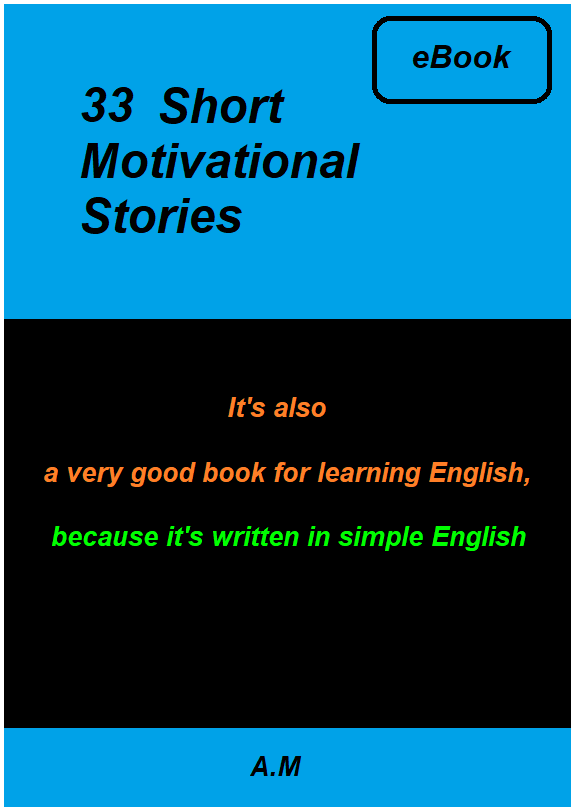 eBook
33 Short
Motivational
Stories
It's also
a very good book for learning English,
because it's written in simple English
A.M